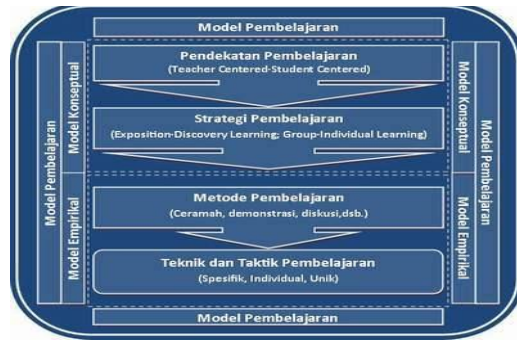 Model Pembelajaran
Pendekatan Pembelajaran
(Teacher Centered-Student Centered)
Strategi Pembelajaran
(Exposition-Discovery Learning; Group-Individual Learning)
Metode Pembelajaran
(Ceramah, demonstrasi, diskusi,dsb.)
Teknik dan Taktik Pembelajaran
(Spesifik, Individual, Unik)
Model Pembelajaran
Model Pembelajaran
Model Konseptual
Model Empirikal
Model Konseptual
Model Empirikal
Model Pembelajaran